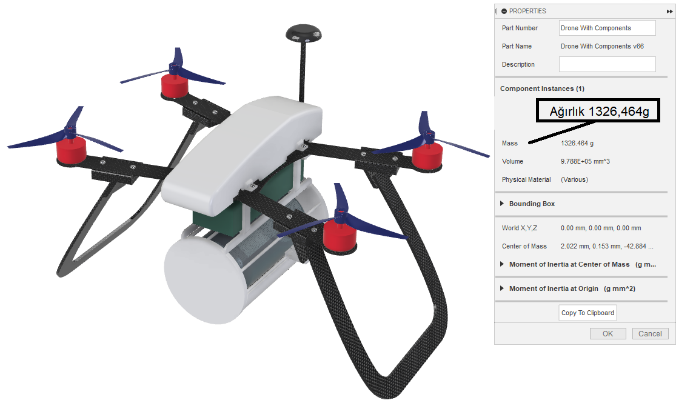 PROPERTIES
Part Number Drone With Components
Part Name Drone With Components v66
Description
Component Instances (1)
Ağırlık 1326,464g
Mass 1326.464 g
Volume 9.788E+05 mm^3
Physical Material (Various)
Bounding Box
World X,Y,Z 0.00 mm, 0.00 mm, 0.00 mm
Center of Mass 2.022 mm, 0.153 mm, -42.884 ...
Moment of Inertia at Center of Mass (g m...
Moment of Inertia at Origin (g mm^2)
Copy To Clipboard
OK Cancel